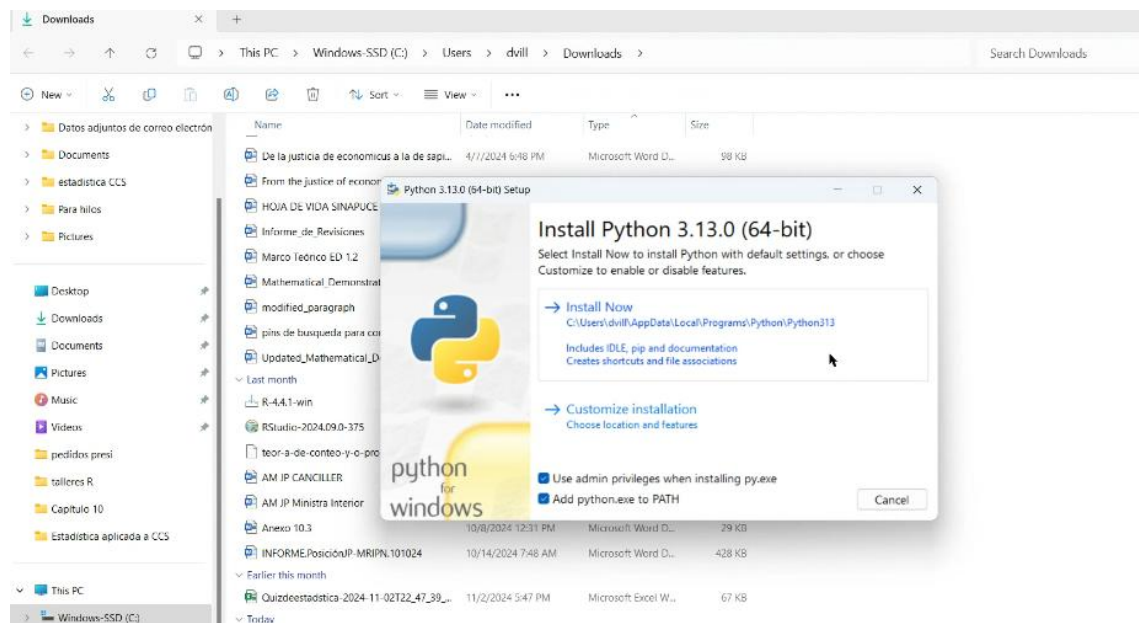 Downloads
This PC > Windows-SSD (C:) > Users > dvill > Downloads >
Search Downloads
New
Sort
View
Datos adjuntos de correo electrón
Documents
estadistica CCS
Para hilos
Pictures
Desktop
Downloads
Documents
Pictures
Music
Videos
pedidos presi
talleres R
Capítulo 10
Estadística aplicada a CCS
This PC
Windows-SSD (C:)
Name Date modified Type Size
De la justicia de economicus a la de sapi... 4/7/2024 6:48 PM Microsoft Word D... 98 KB
From the justice of econor
HOJA DE VIDA SINAPUCE
Informe_de_Revisiones
Marco Teórico ED 1.2
Mathematical_Demonstrat
modified_paragraph
pins de busqueda para co
Updated_Mathematical_D
Last month
R-4.4.1-win
RStudio-2024.09.0-375
teor-a-de-conteo-y-o-pro
AM JP CANCILLER
AM JP Ministra Interior
Anexo 10.3 10/8/2024 12:31 PM Microsoft Word D... 29 KB
INFORME.PosiciónJP-MRIPN.101024 10/14/2024 7:48 AM Microsoft Word D... 428 KB
Earlier this month
Quizdeestadstica-2024-11-02T22_47_39_... 11/2/2024 5:47 PM Microsoft Excel W... 67 KB
Today
Python 3.13.0 (64-bit) Setup
Install Python 3.13.0 (64-bit)
Select Install Now to install Python with default settings, or choose
Customize to enable or disable features.
Install Now
C:\Users\dvill\AppData\Local\Programs\Python\Python313
Includes IDLE, pip and documentation
Creates shortcuts and file associations
Customize installation
Choose location and features
python
for
windows
Use admin privileges when installing py.exe
Add python.exe to PATH
Cancel